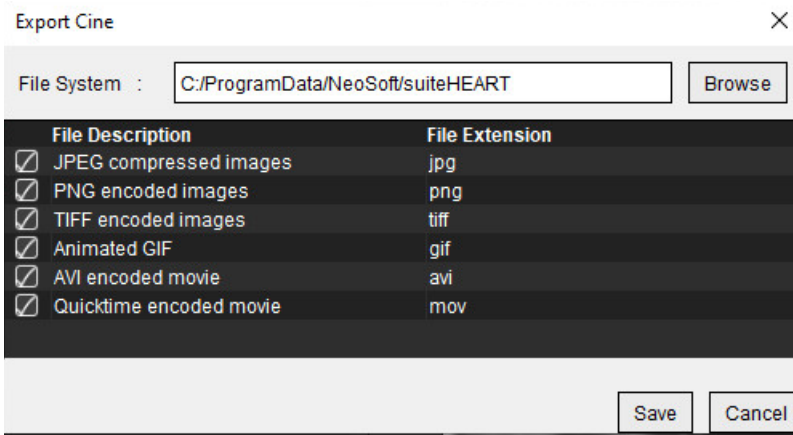 Export Cine
File System : C:/ProgramData/NeoSoft/suiteHEART Browse
File Description File Extension
JPEG compressed images jpg
PNG encoded images png
TIFF encoded images tiff
Animated GIF gif
AVI encoded movie avi
Quicktime encoded movie mov
Save Cancel